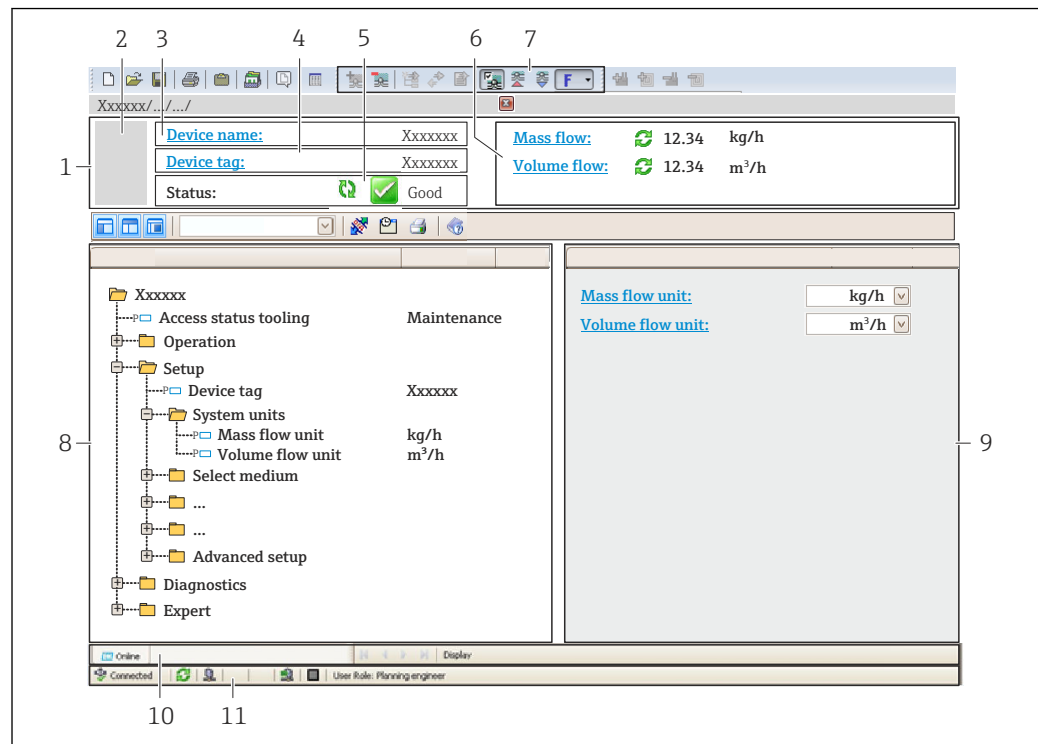 2 3 4 5 6 7
F
Xxxxxx/.../.../
1
Device name: Xxxxxxx
Device tag: Xxxxxxx
Status: Good
Mass flow: 12.34 kg/h
Volume flow: 12.34 m³/h
Xxxxxx
P Access status tooling Maintenance
Operation
Setup
P Device tag Xxxxxx
System units
P Mass flow unit kg/h
P Volume flow unit m³/h
Select medium
...
...
Advanced setup
Diagnostics
Expert
Mass flow unit: kg/h
Volume flow unit: m³/h
8
9
Online Display
Connected User Role: Planning engineer
10 11